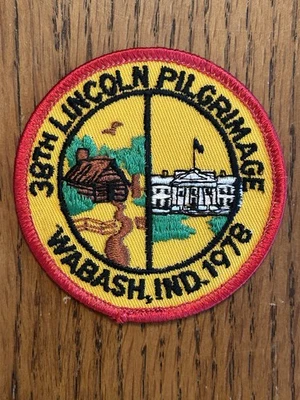 38TH LINCOLN PILGRIMAGE
WABASH, IND. 1978